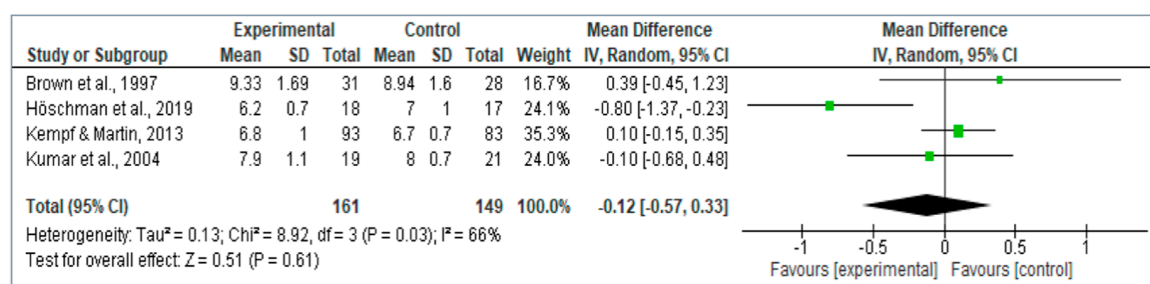 Experimental Control Mean Difference Mean Difference
Study or Subgroup Mean SD Total Mean SD Total Weight IV, Random, 95% CI IV, Random, 95% CI
Brown et al., 1997 9.33 1.69 31 8.94 1.6 28 16.7% 0.39 [-0.45, 1.23]
Höschman et al., 2019 6.2 0.7 18 7 1 17 24.1% -0.80 [-1.37, -0.23]
Kempf & Martin, 2013 6.8 1 93 6.7 0.7 83 35.3% 0.10 [-0.15, 0.35]
Kumar et al., 2004 7.9 1.1 19 8 0.7 21 24.0% -0.10 [-0.68, 0.48]
Total (95% CI) 161 149 100.0% -0.12 [-0.57, 0.33]
Heterogeneity: Tau² = 0.13; Chi² = 8.92, df = 3 (P = 0.03); I² = 66%
Test for overall effect: Z = 0.51 (P = 0.61)
-1 -0.5 0 0.5 1
Favours [experimental] Favours [control]